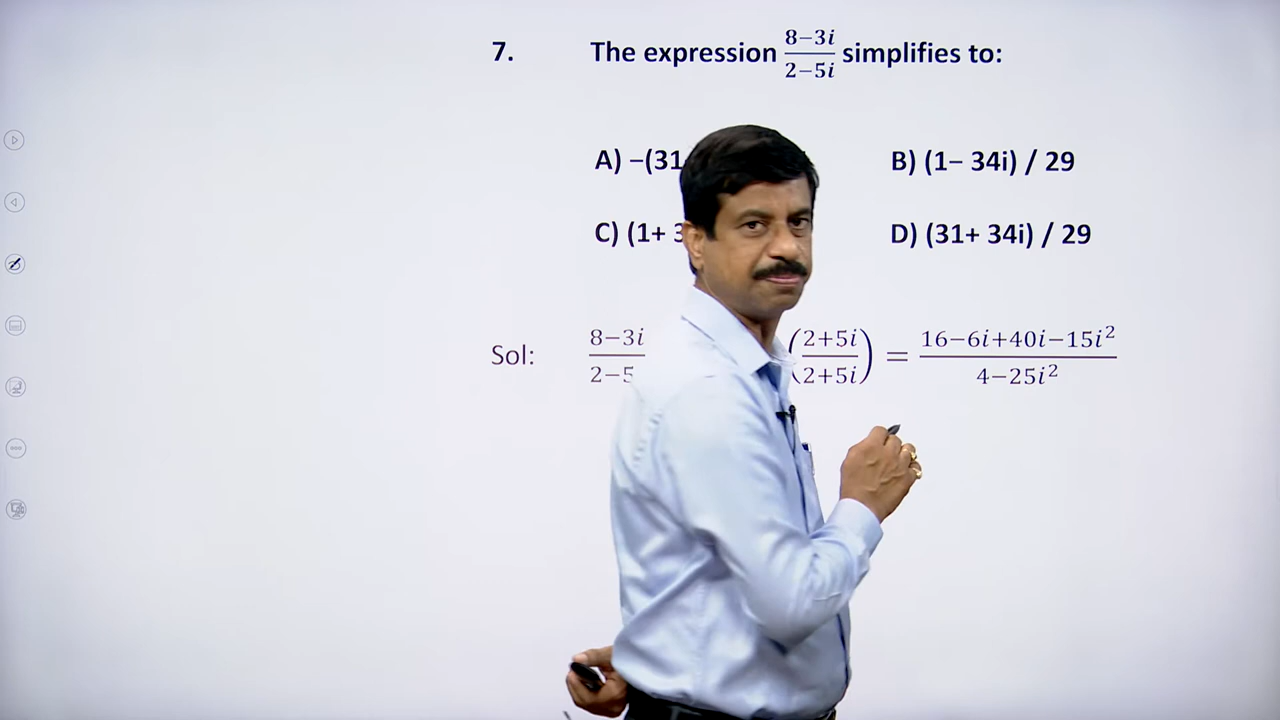 7. The expression \frac{8-3i}{2-5i} simplifies to:
A) –(31 B) (1– 34i) / 29
C) (1+ 3 D) (31+ 34i) / 29
Sol: \frac{8-3i}{2-5} \left(\frac{2+5i}{2+5i}\right) = \frac{16-6i+40i-15i^2}{4-25i^2}